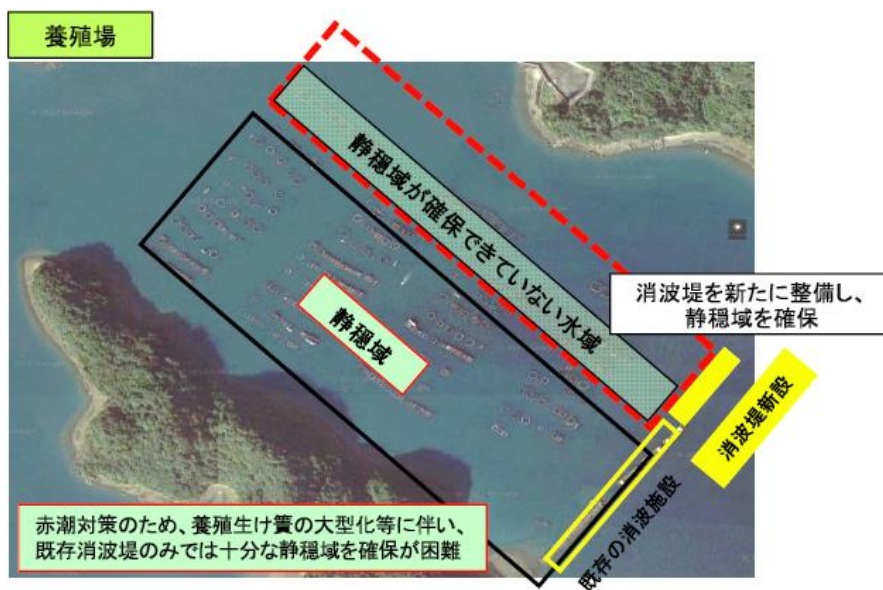 養殖場
静穏域が確保できていない水域
消波堤を新たに整備し、
静穏域を確保
静穏域
消波堤新設
既存の消波施設
赤潮対策のため、養殖生け簀の大型化等に伴い、
既存消波堤のみでは十分な静穏域を確保が困難